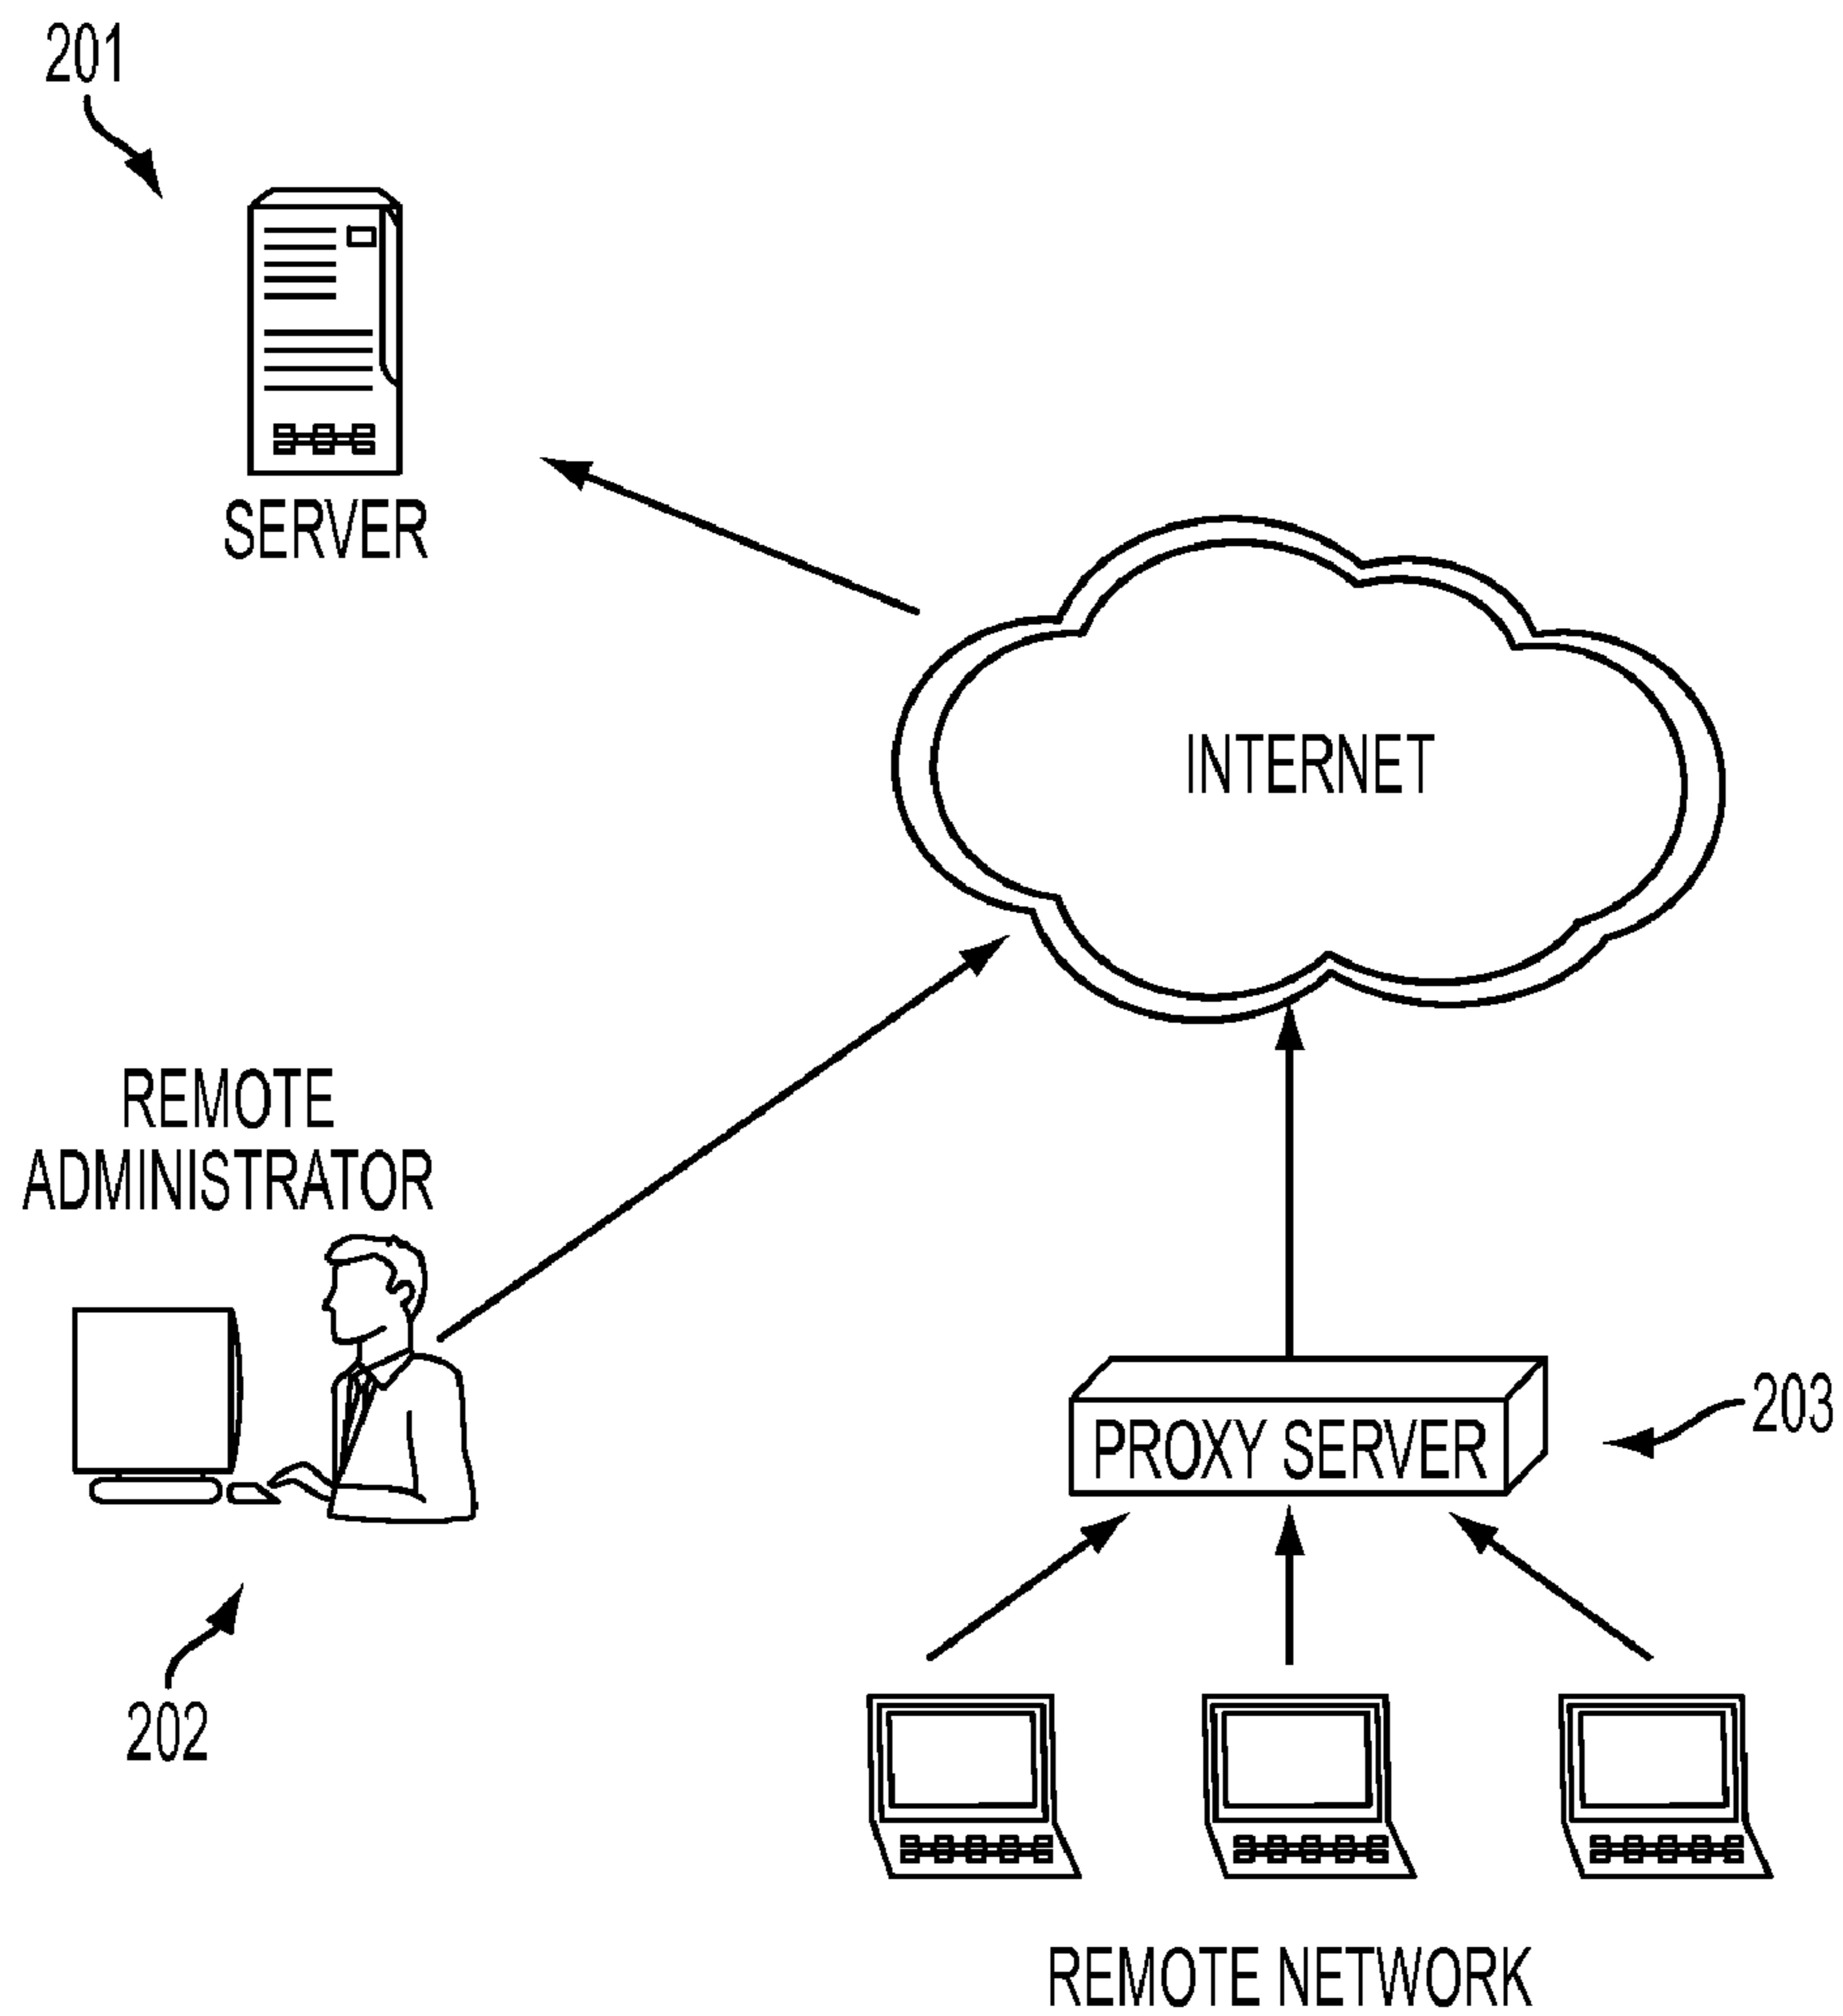 201
SERVER
INTERNET
REMOTE
ADMINISTRATOR
PROXY SERVER
203
202
REMOTE NETWORK